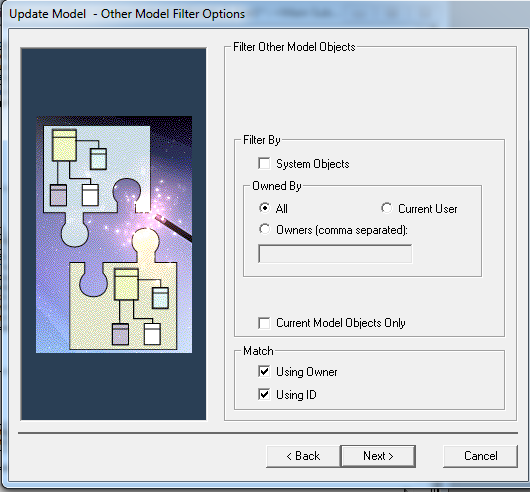 Update Model - Other Model Filter Options
Filter Other Model Objects
Filter By
System Objects
Owned By
All
Current User
Owners (comma separated):
Current Model Objects Only
Match
Using Owner
Using ID
< Back
Next >
Cancel